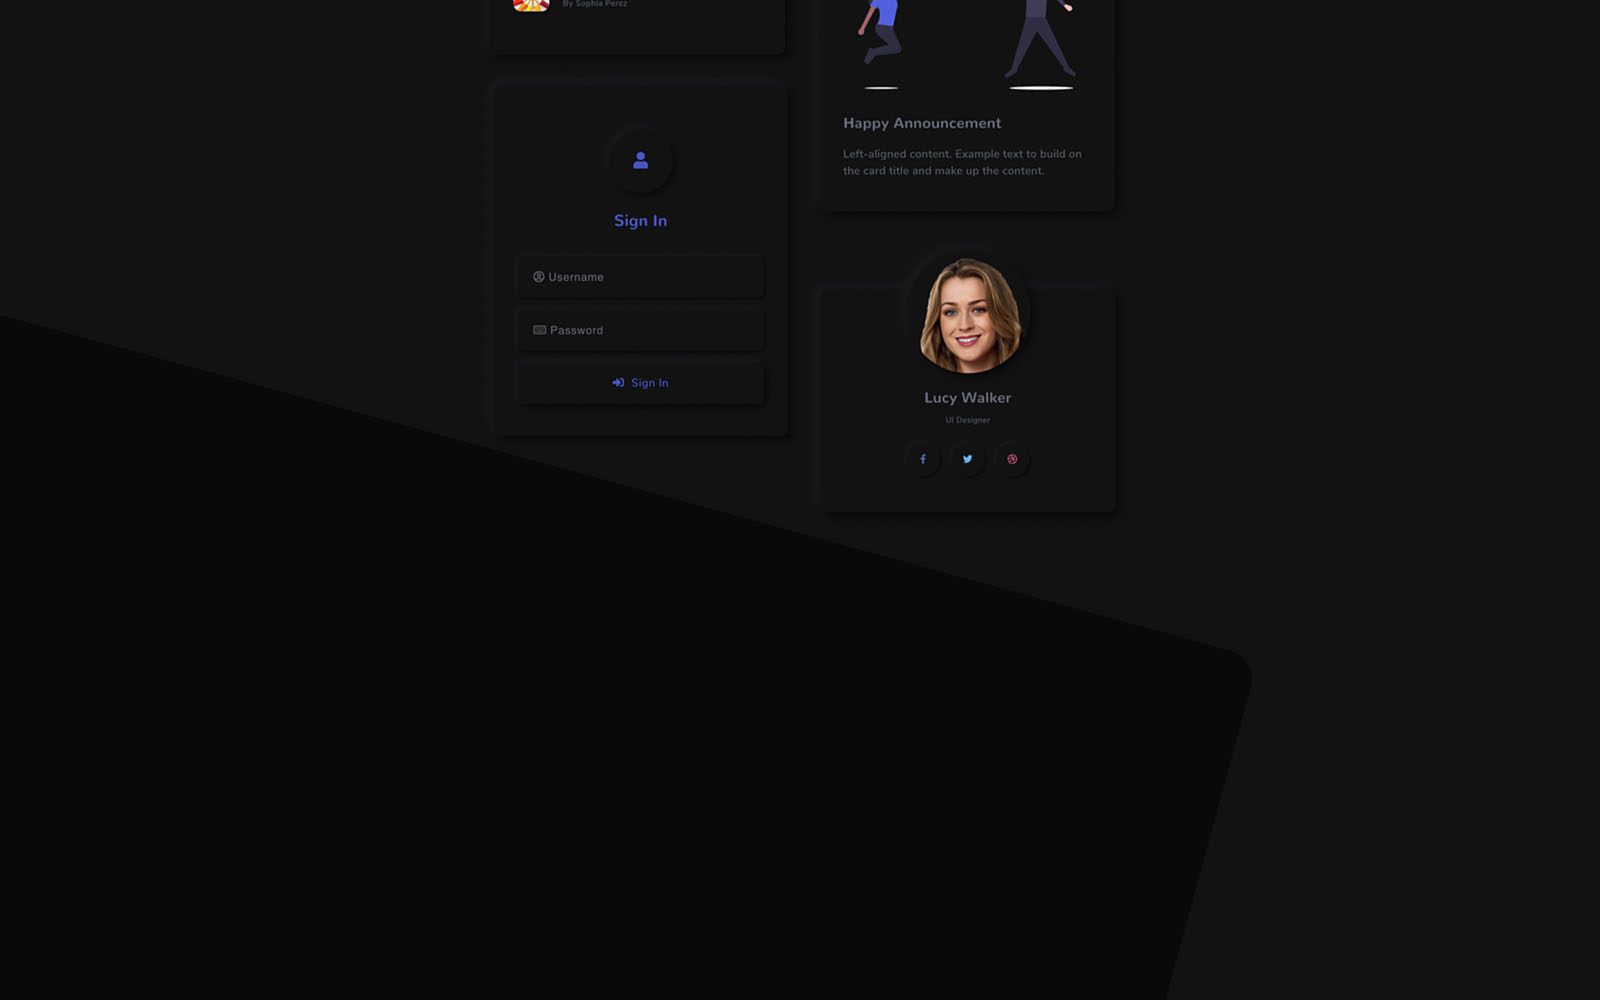 By Sophia Perez
Sign In
Username
Password
Sign In
Happy Announcement
Left-aligned content. Example text to build on
the card title and make up the content.
Lucy Walker
UI Designer